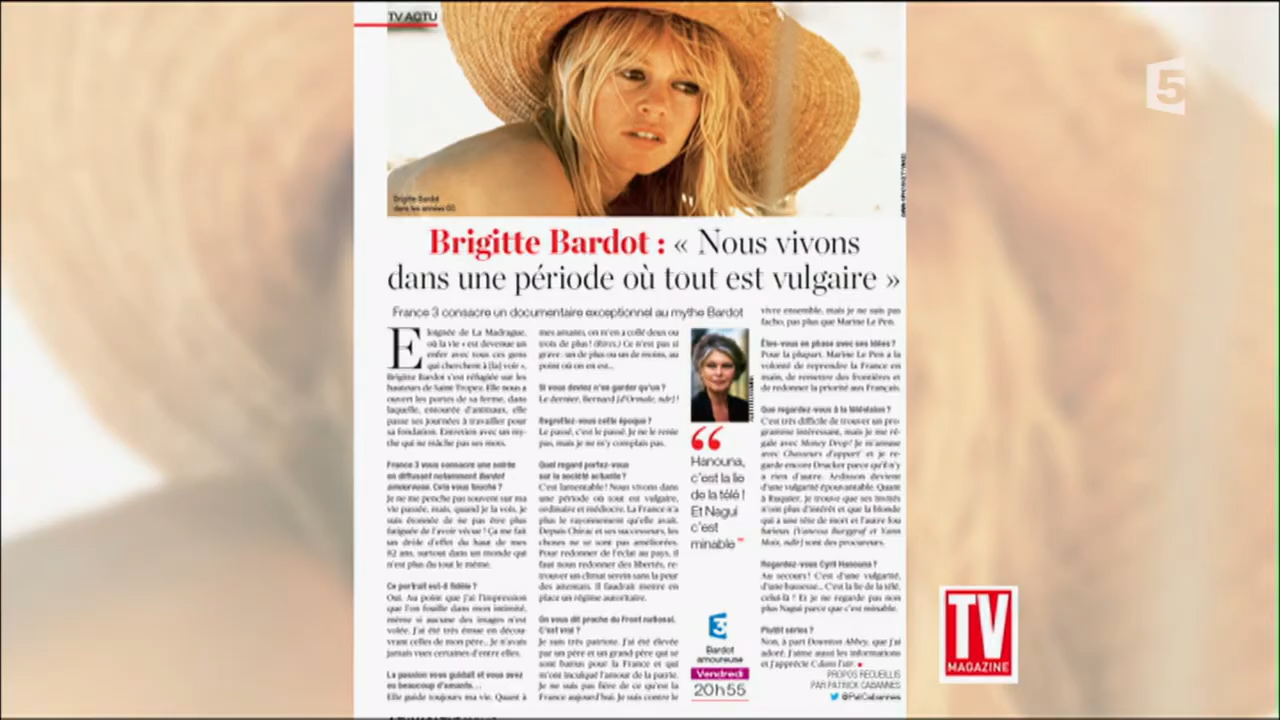 TV ACTU
5
Brigitte Bardot
dans les années 60.
Brigitte Bardot : « Nous vivons
dans une période où tout est vulgaire »
France 3 consacre un documentaire exceptionnel au mythe Bardot
Eloignée de La Madrague,
où la vie « est devenue un
enfer avec tous ces gens
qui cherchent à [la] voir »,
Brigitte Bardot s'est réfugiée sur les
hauteurs de Saint-Tropez. Elle nous a
ouvert les portes de sa ferme, dans
laquelle, entourée d'animaux, elle
passe ses journées à travailler pour
sa fondation. Entretien avec un my-
the qui ne mâche pas ses mots.
France 3 vous consacre une soirée
en diffusant notamment Bardot
amoureuse. Cela vous touche ?
Je ne me penche pas souvent sur ma
vie passée, mais, quand je la vois, je
suis étonnée de ne pas être plus
fatiguée de l'avoir vécue ! Ça me fait
un drôle d'effet du haut de mes
82 ans, surtout dans un monde qui
n'est plus du tout le même.
Ce portrait est-il fidèle ?
Oui. Au point que j'ai l'impression
que l'on fouille dans mon intimité,
même si aucune des images n'est
volée. J'ai été très émue en décou-
vrant celles de mon père... Je n'avais
jamais vues certaines d'entre elles.
La passion vous guidait et vous avez
eu beaucoup d'amants...
Elle guide toujours ma vie. Quant à
mes amants, on m'en a collé deux ou
trois de plus ! (Rires.) Ce n'est pas si
grave : un de plus ou un de moins, au
point où on en est...
Si vous deviez n'en garder qu'un ?
Le dernier, Bernard [d'Ormale, ndr] !
Regrettez-vous cette époque ?
Le passé, c'est le passé. Je ne le renie
pas, mais je ne m'y complais pas.
Quel regard portez-vous
sur la société actuelle ?
C'est lamentable ! Nous vivons dans
une période où tout est vulgaire,
ordinaire et médiocre. La France n'a
plus le rayonnement qu'elle avait.
Depuis Chirac et ses successeurs, les
choses ne se sont pas améliorées.
Pour redonner de l'éclat au pays, il
faut nous redonner des libertés, re-
trouver un climat serein sans la peur
des attentats. Il faudrait mettre en
place un régime autoritaire.
On vous dit proche du Front national.
C'est vrai ?
Je suis très patriote. J'ai été élevée
par un père et un grand-père qui se
sont battus pour la France et qui
m'ont inculqué l'amour de la patrie.
Je ne suis pas fière de ce qu'est la
France aujourd'hui. Je suis contre le
“ Hanouna,
c'est la lie
de la télé !
Et Nagui
c'est
minable ”
3
Bardot
amoureuse
Vendredi
20h55
vivre ensemble, mais je ne suis pas
facho, pas plus que Marine Le Pen.
Êtes-vous en phase avec ses idées ?
Pour la plupart. Marine Le Pen a la
volonté de reprendre la France en
main, de remettre des frontières et
de redonner la priorité aux Français.
Que regardez-vous à la télévision ?
C'est très difficile de trouver un pro-
gramme intéressant, mais je me ré-
gale avec Money Drop ! Je m'amuse
avec Chasseurs d'appart' et je re-
garde encore Drucker parce qu'il n'y
a rien d'autre. Ardisson devient
d'une vulgarité épouvantable. Quant
à Ruquier, je trouve que ses invités
n'ont plus d'intérêt et que la blonde
qui a une tête de mort et l'autre fou
furieux [Vanessa Burggraf et Yann
Moix, ndlr] sont des procureurs.
Regardez-vous Cyril Hanouna ?
Au secours ! C'est d'une vulgarité,
d'une bassesse... C'est la lie de la télé,
celui-là ! Et je ne regarde pas non
plus Nagui parce que c'est minable.
Plutôt séries ?
Non, à part Downton Abbey, que j'ai
adoré. J'aime aussi les informations
et j'apprécie C dans l'air.
PROPOS RECUEILLIS
PAR PATRICK CABANNES
@PatCabannes
TV
MAGAZINE